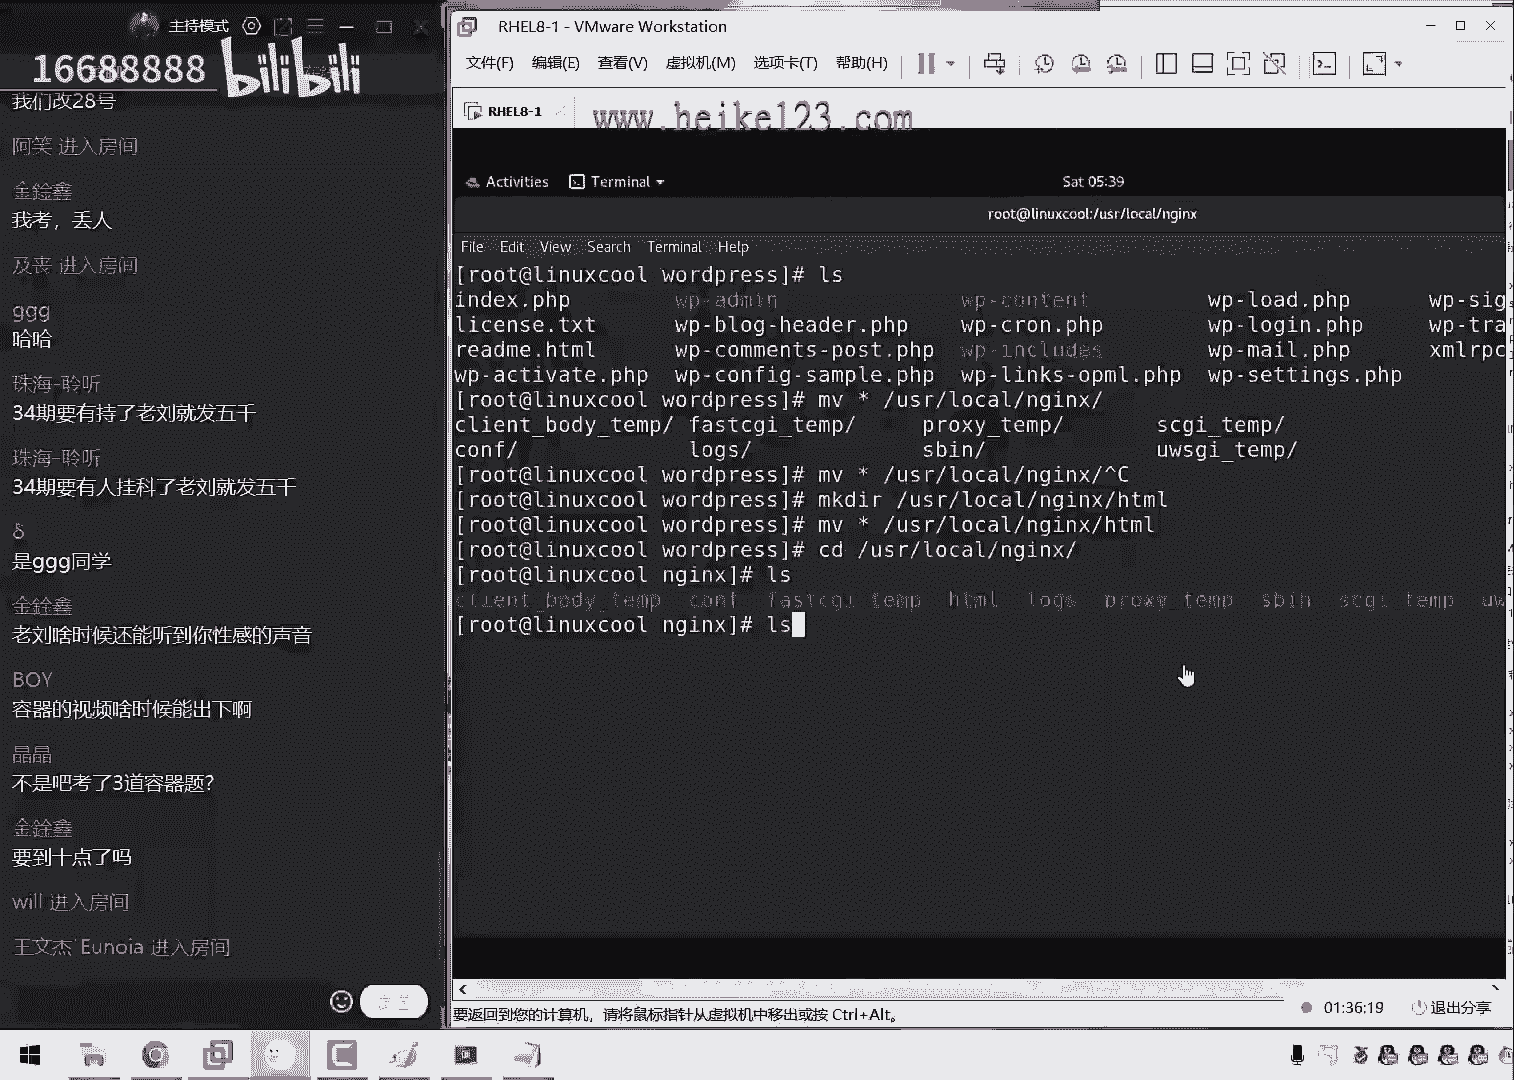 主持模式
16688888
bilibili
我们改28号
阿笑 进入房间
金銓鑫
我考，丢人
及丧 进入房间
ggg
哈哈
珠海-聆听
34期要有持了老刘就发五千
珠海-聆听
34期要有人挂科了老刘就发五千
δ
是ggg同学
金銓鑫
老刘啥时候还能听到你性感的声音
BOY
容器的视频啥时候能出下啊
晶晶
不是吧考了3道容器题？
金銓鑫
要到十点了吗
will 进入房间
王文杰 Eunoia 进入房间
RHEL8-1 - VMware Workstation
文件(F) 编辑(E) 查看(V) 虚拟机(M) 选项卡(T) 帮助(H)
RHEL8-1
www.heike123.com
Activities Terminal Sat 05:39
root@linuxcool:/usr/local/nginx
File Edit View Search Terminal Help
[root@linuxcool wordpress]# ls
index.php wp-admin wp-content wp-load.php wp-sig
license.txt wp-blog-header.php wp-cron.php wp-login.php wp-tra
readme.html wp-comments-post.php wp-includes wp-mail.php xmlrpc
wp-activate.php wp-config-sample.php wp-links-opml.php wp-settings.php
[root@linuxcool wordpress]# mv * /usr/local/nginx/
client_body_temp/ fastcgi_temp/ proxy_temp/ scgi_temp/
conf/ logs/ sbin/ uwsgi_temp/
[root@linuxcool wordpress]# mv * /usr/local/nginx/^C
[root@linuxcool wordpress]# mkdir /usr/local/nginx/html
[root@linuxcool wordpress]# mv * /usr/local/nginx/html
[root@linuxcool wordpress]# cd /usr/local/nginx/
[root@linuxcool nginx]# ls
client_body_temp conf fastcgi_temp html logs proxy_temp sbin scgi_temp uw
[root@linuxcool nginx]# ls
要返回到您的计算机，请将鼠标指针从虚拟机中移出或按 Ctrl+Alt。
01:36:19 退出分享